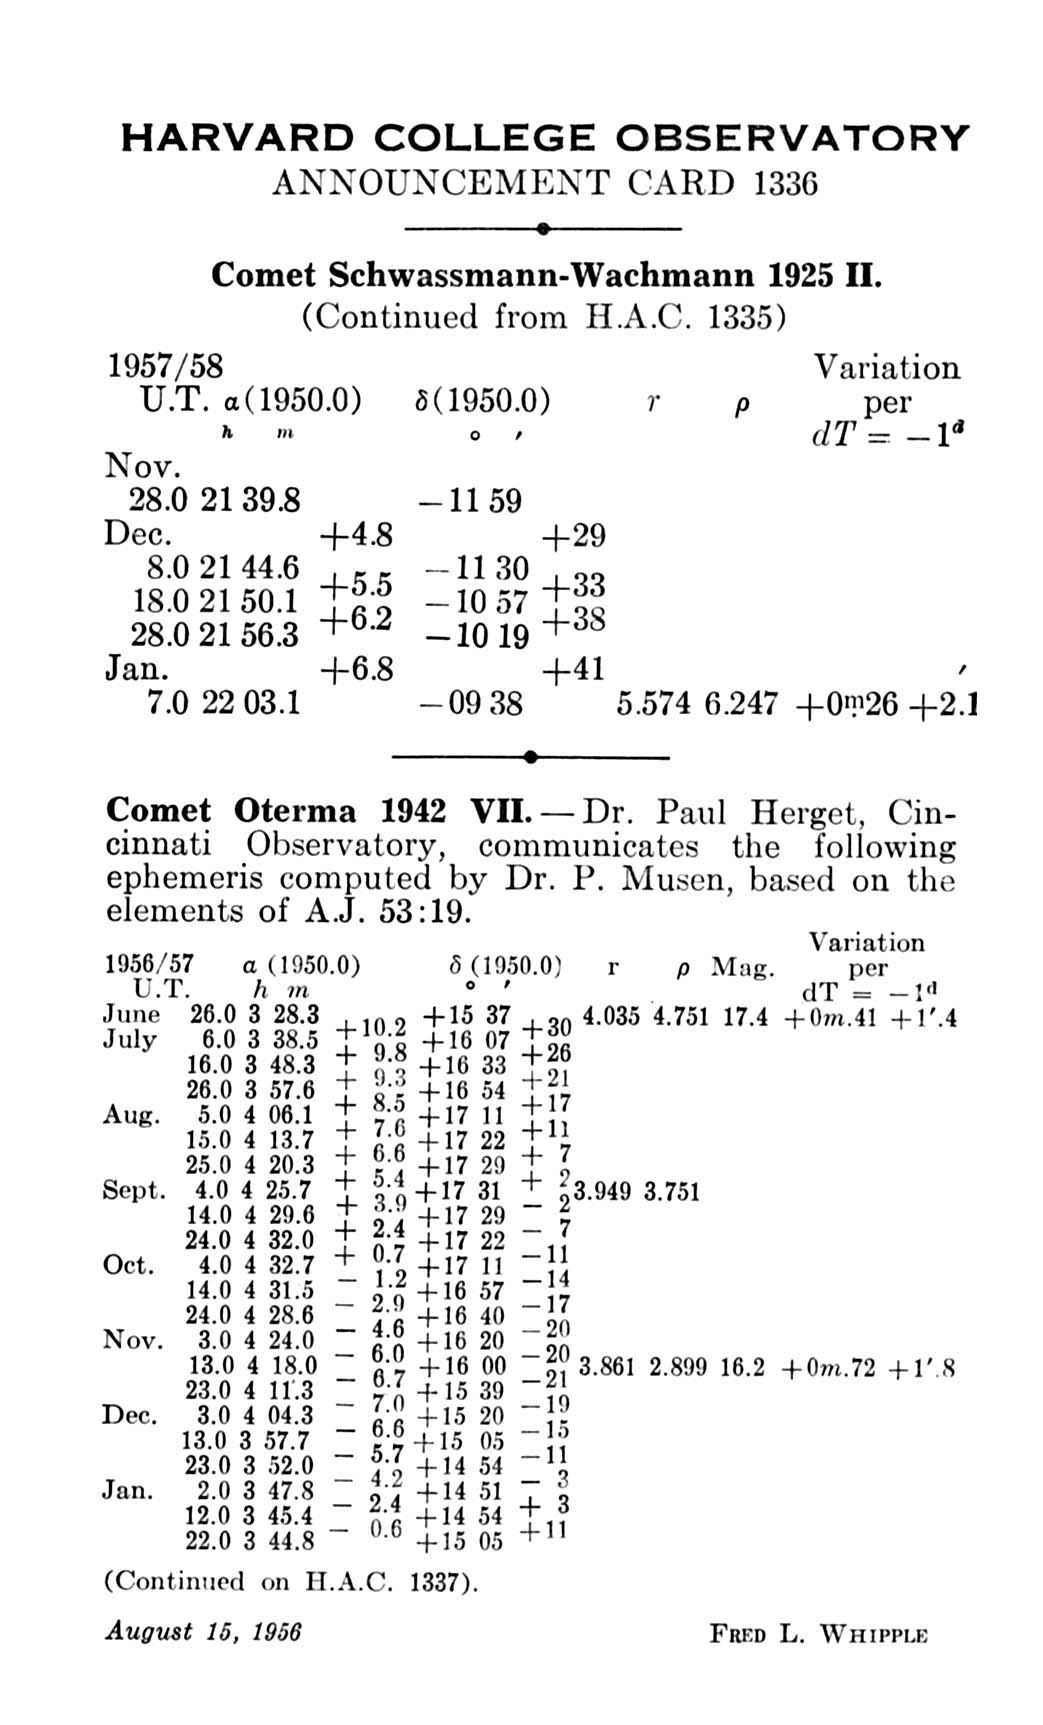 HARVARD COLLEGE OBSERVATORY
ANNOUNCEMENT CARD 1336
Comet Schwassmann-Wachmann 1925 II.
(Continued from H.A.C. 1335)
1957/58 Variation
U.T. α(1950.0) δ(1950.0) r ρ per
h m ° ′ dT = −1ᵈ
Nov.
28.0 21 39.8 −11 59
Dec. +4.8 +29
8.0 21 44.6 −11 30
+5.5 +33
18.0 21 50.1 −10 57
+6.2 +38
28.0 21 56.3 −10 19
Jan. +6.8 +41 ′
7.0 22 03.1 −09 38 5.574 6.247 +0ᵐ.26 +2.1
Comet Oterma 1942 VII.—Dr. Paul Herget, Cin-
cinnati Observatory, communicates the following
ephemeris computed by Dr. P. Musen, based on the
elements of A.J. 53:19.
Variation
1956/57 α (1950.0) δ (1950.0) r ρ Mag. per
U.T. h m ° ′ dT = −1ᵈ
June 26.0 3 28.3 +15 37 4.035 4.751 17.4 +0m.41 +1′.4
+10.2 +30
July 6.0 3 38.5 +16 07
+ 9.8 +26
16.0 3 48.3 +16 33
+ 9.3 +21
26.0 3 57.6 +16 54
+ 8.5 +17
Aug. 5.0 4 06.1 +17 11
+ 7.6 +11
15.0 4 13.7 +17 22
+ 6.6 + 7
25.0 4 20.3 +17 29
+ 5.4 + 2
Sept. 4.0 4 25.7 +17 31 3.949 3.751
+ 3.9 − 2
14.0 4 29.6 +17 29
+ 2.4 − 7
24.0 4 32.0 +17 22
+ 0.7 −11
Oct. 4.0 4 32.7 +17 11
− 1.2 −14
14.0 4 31.5 +16 57
− 2.9 −17
24.0 4 28.6 +16 40
− 4.6 −20
Nov. 3.0 4 24.0 +16 20
− 6.0 −20
13.0 4 18.0 +16 00 3.861 2.899 16.2 +0m.72 +1′.8
− 6.7 −21
23.0 4 11.3 +15 39
− 7.0 −19
Dec. 3.0 4 04.3 +15 20
− 6.6 −15
13.0 3 57.7 +15 05
− 5.7 −11
23.0 3 52.0 +14 54
− 4.2 − 3
Jan. 2.0 3 47.8 +14 51
− 2.4 + 3
12.0 3 45.4 +14 54
− 0.6 +11
22.0 3 44.8 +15 05
(Continued on H.A.C. 1337).
August 15, 1956 FRED L. WHIPPLE